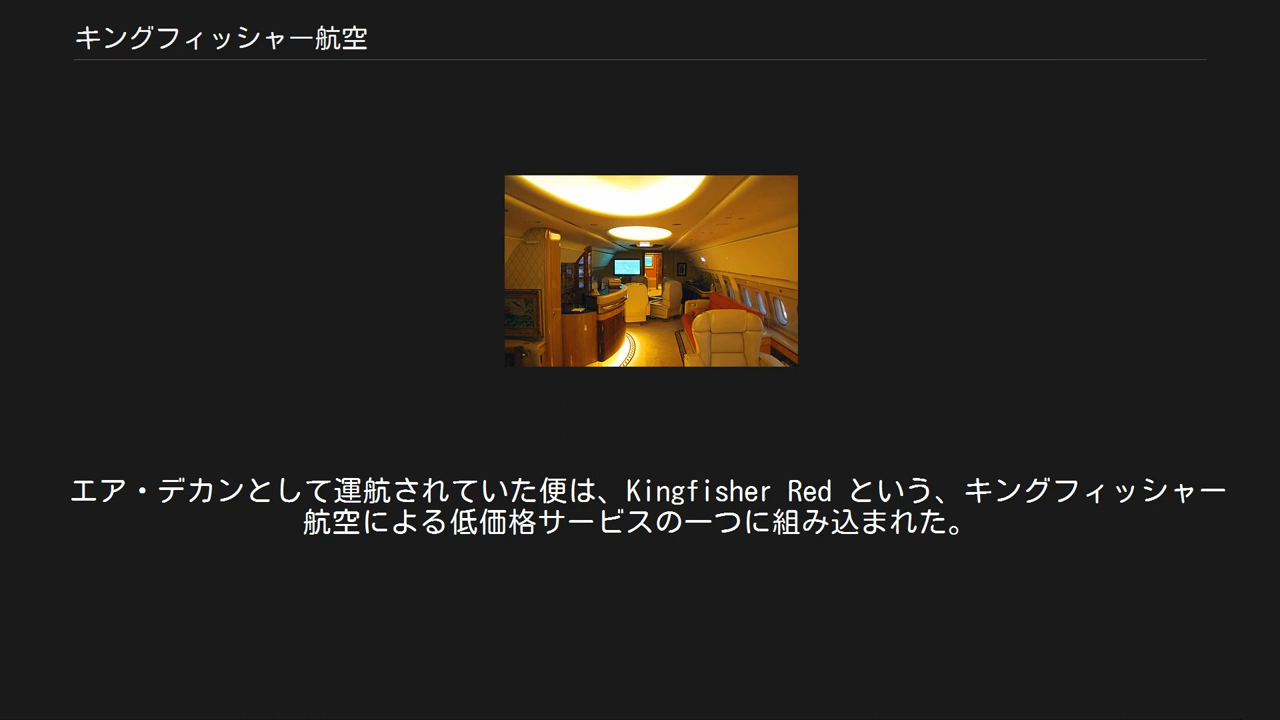 キングフィッシャー航空
エア・デカンとして運航されていた便は、Kingfisher Red という、キングフィッシャー
航空による低価格サービスの一つに組み込まれた。